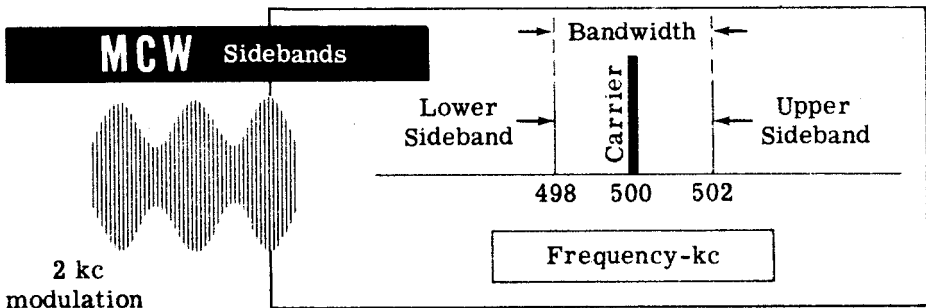 MCW Sidebands
Bandwidth
Lower
Sideband
Carrier
Upper
Sideband
498 500 502
Frequency-kc
2 kc
modulation